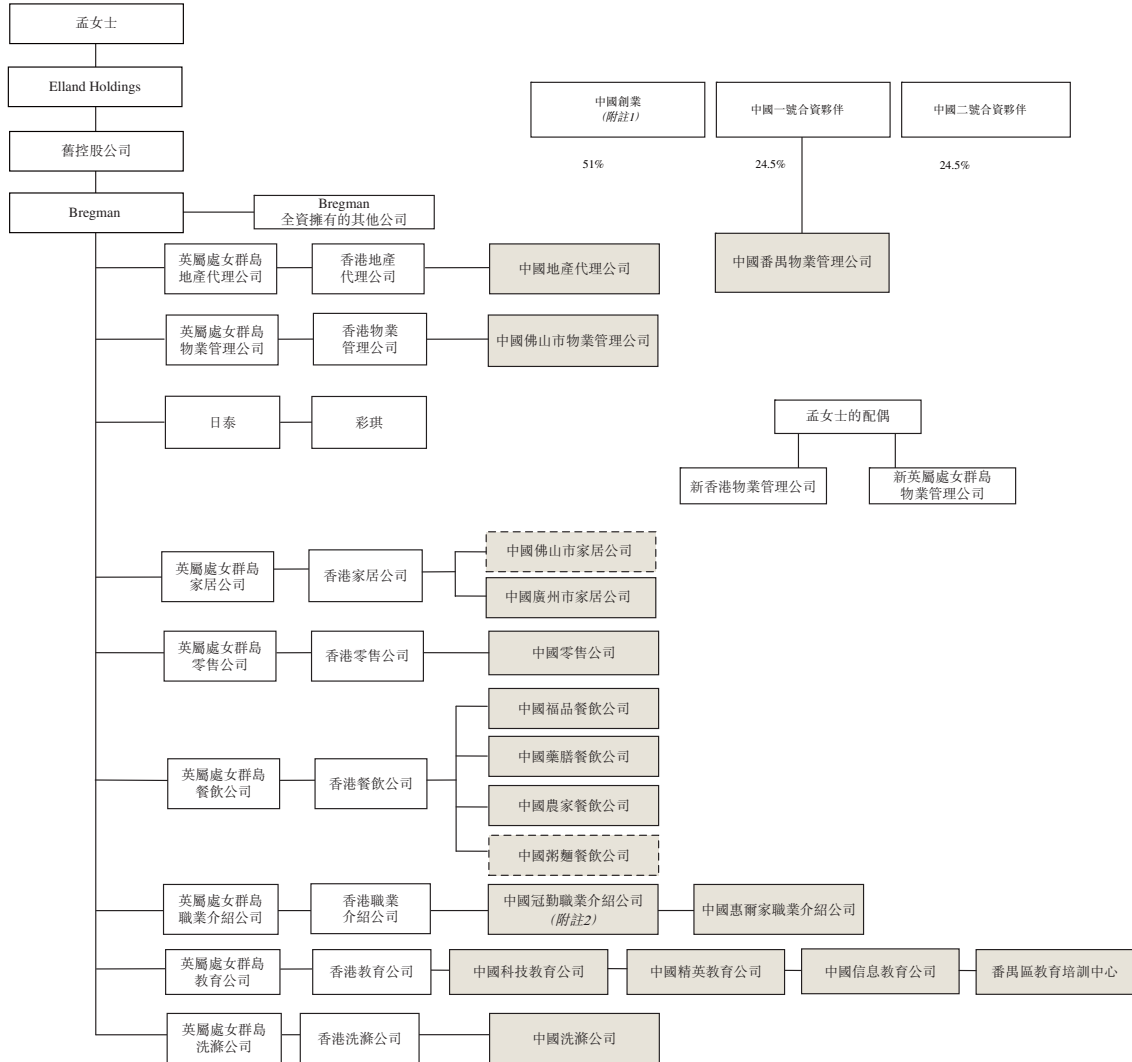 孟女士
Elland Holdings
舊控股公司
Bregman
Bregman
全資擁有的其他公司
中國創業
(附註1)
中國一號合資夥伴
中國二號合資夥伴
51%
24.5%
24.5%
中國番禺物業管理公司
英屬處女群島
地產代理公司
香港地產
代理公司
中國地產代理公司
英屬處女群島
物業管理公司
香港物業
管理公司
中國佛山市物業管理公司
日泰
彩琪
孟女士的配偶
新香港物業管理公司
新英屬處女群島
物業管理公司
英屬處女群島
家居公司
香港家居公司
中國佛山市家居公司
中國廣州市家居公司
英屬處女群島
零售公司
香港零售公司
中國零售公司
英屬處女群島
餐飲公司
香港餐飲公司
中國福品餐飲公司
中國藥膳餐飲公司
中國農家餐飲公司
中國粥麵餐飲公司
英屬處女群島
職業介紹公司
香港職業
介紹公司
中國冠勤職業介紹公司
(附註2)
中國惠爾家職業介紹公司
英屬處女群島
教育公司
香港教育公司
中國科技教育公司
中國精英教育公司
中國信息教育公司
番禺區教育培訓中心
英屬處女群島
洗滌公司
香港洗滌公司
中國洗滌公司